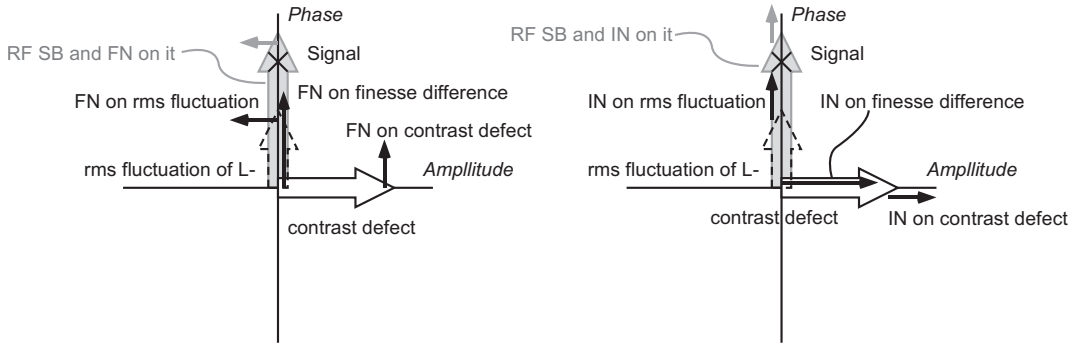 Phase
RF SB and FN on it
Signal
FN on rms fluctuation
FN on finesse difference
FN on contrast defect
rms fluctuation of L-
Ampllitude
contrast defect
Phase
RF SB and IN on it
Signal
IN on rms fluctuation
IN on finesse difference
rms fluctuation of L-
Ampllitude
contrast defect
IN on contrast defect